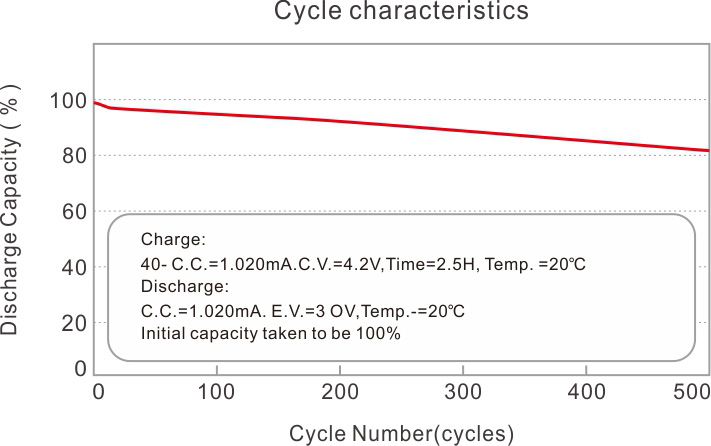 Cycle characteristics
Discharge Capacity ( % )
100
80
60
40
20
0
Charge:
40- C.C.=1.020mA.C.V.=4.2V,Time=2.5H, Temp. =20℃
Discharge:
C.C.=1.020mA. E.V.=3 OV,Temp.-=20℃
Initial capacity taken to be 100%
0 100 200 300 400 500
Cycle Number(cycles)